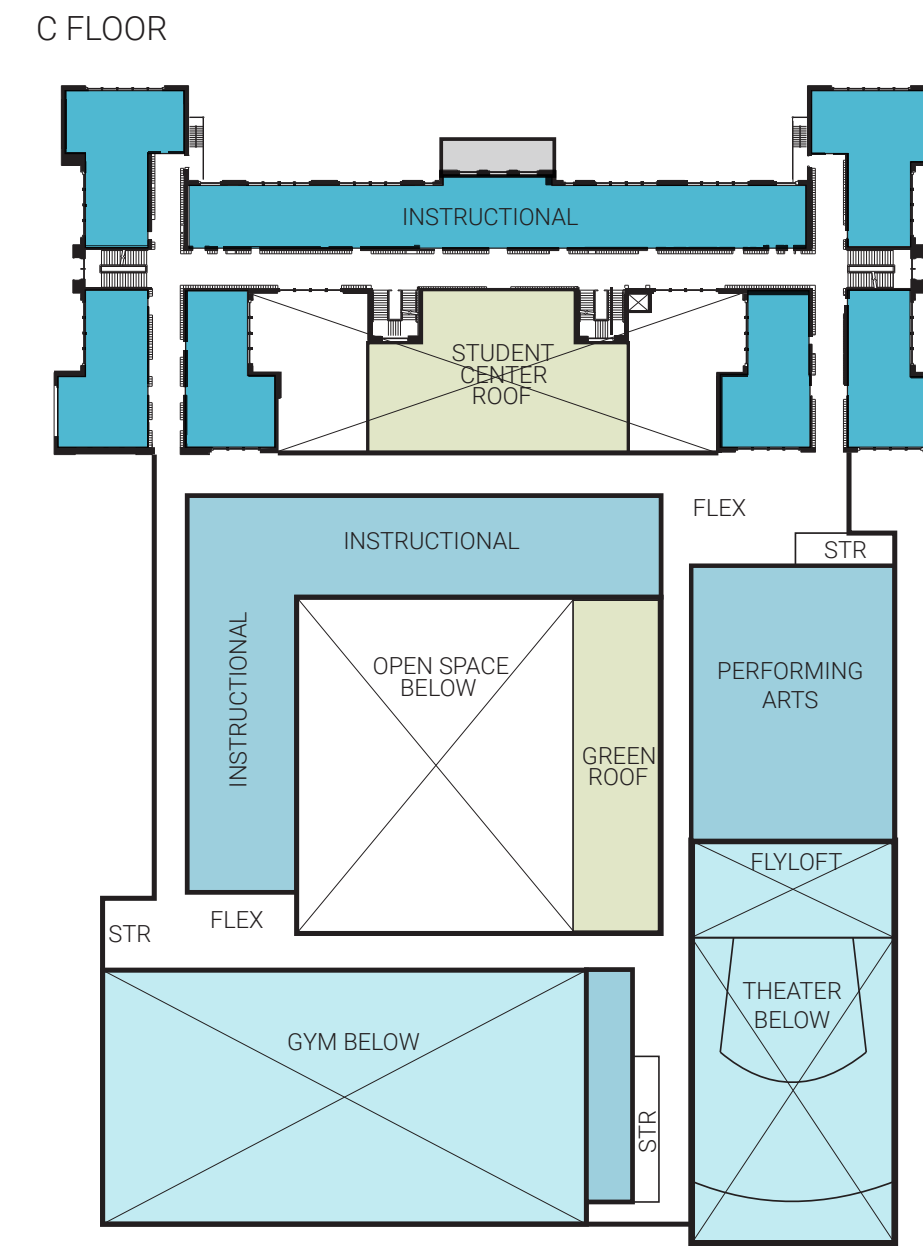 C FLOOR
INSTRUCTIONAL
STUDENT
CENTER
ROOF
FLEX
INSTRUCTIONAL
STR
INSTRUCTIONAL
OPEN SPACE
BELOW
PERFORMING
ARTS
GREEN
ROOF
FLYLOFT
FLEX
STR
THEATER
BELOW
GYM BELOW
STR